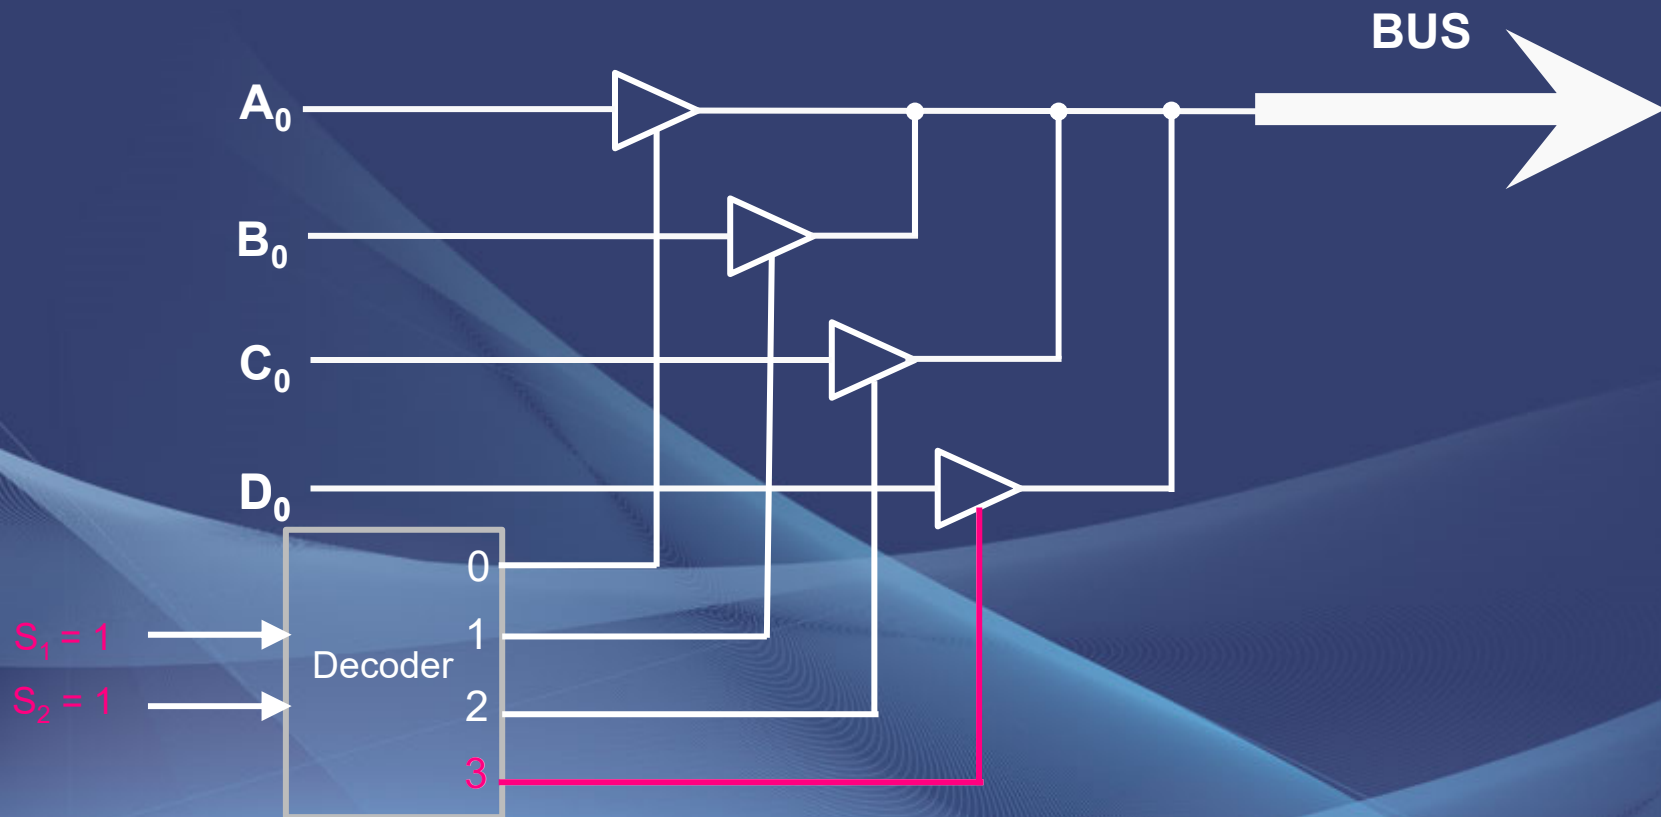 BUS
A₀
B₀
C₀
D₀
0
S₁ = 1
1
Decoder
S₂ = 1
2
3